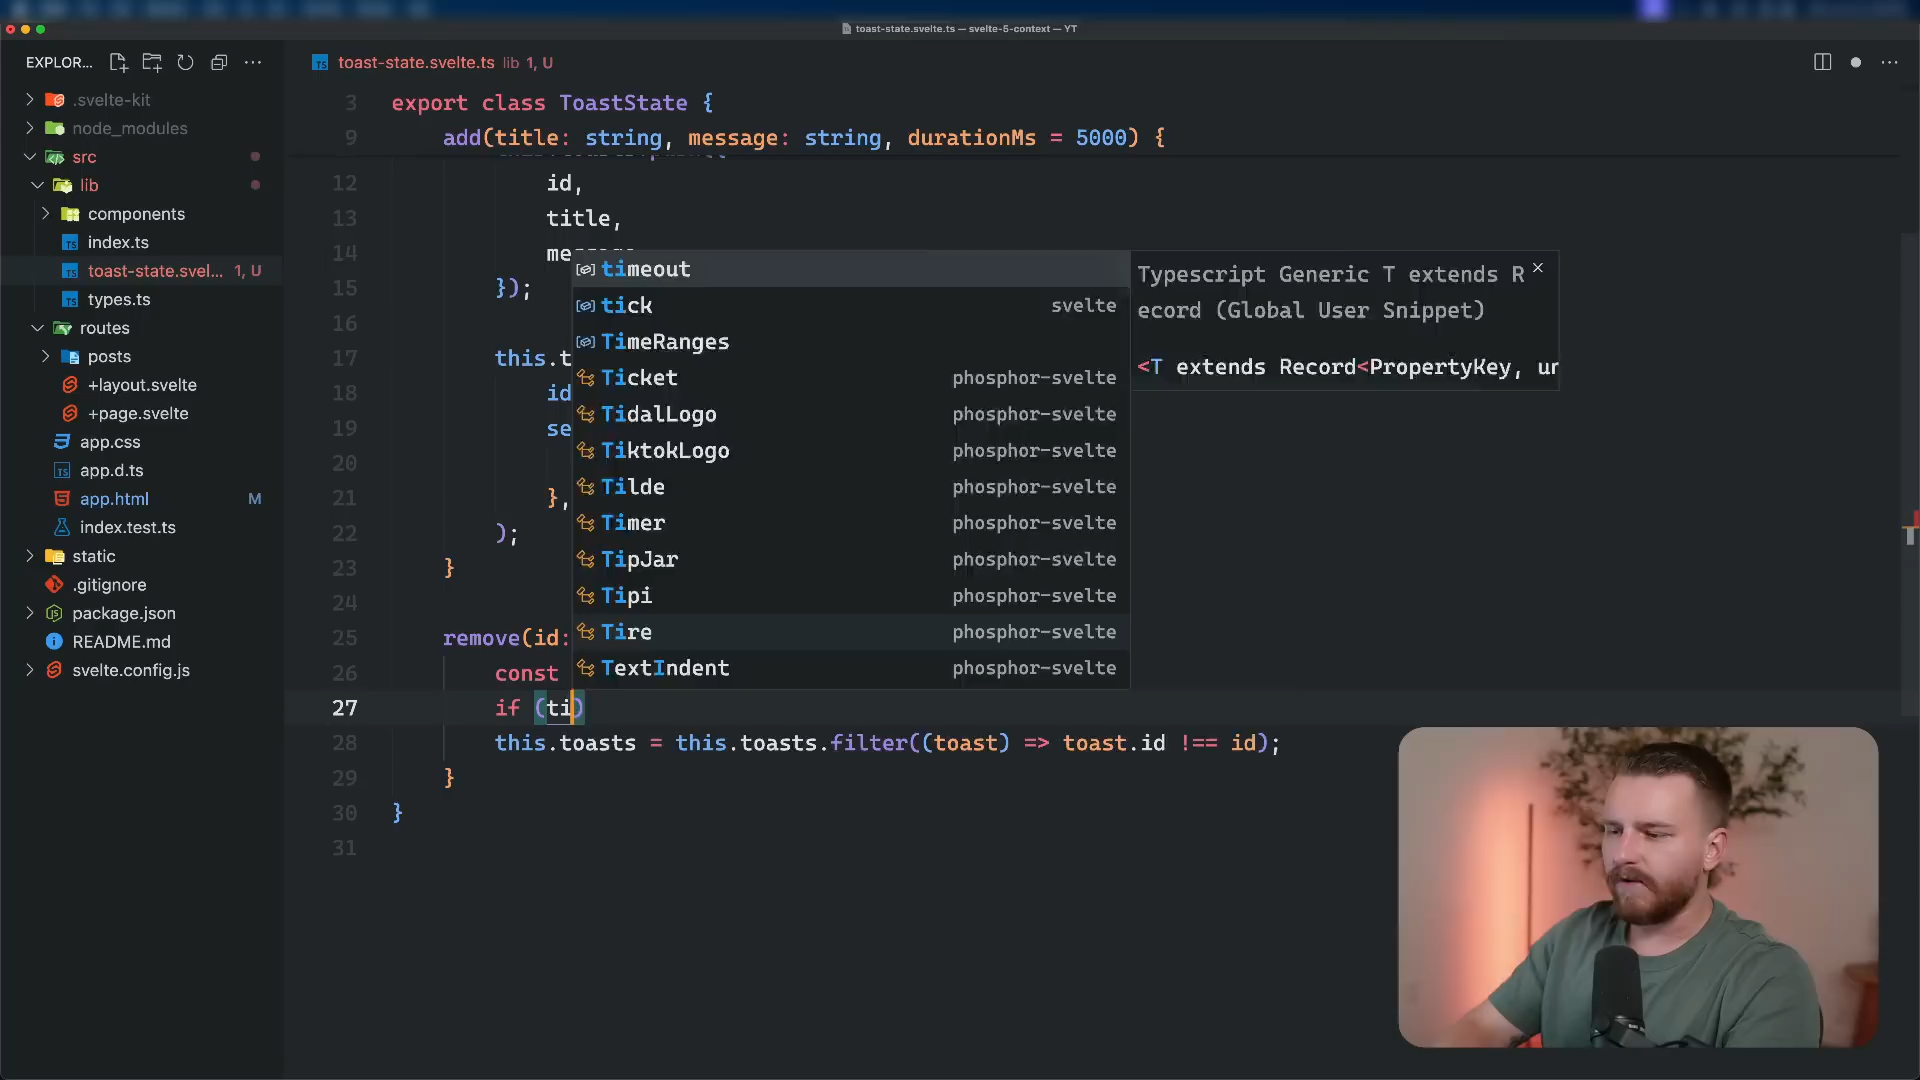 toast-state.svelte.ts — svelte-5-context — YT
EXPLOR...
toast-state.svelte.ts lib 1, U
.svelte-kit
node_modules
src
lib
components
index.ts
toast-state.svel... 1, U
types.ts
routes
posts
+layout.svelte
+page.svelte
app.css
app.d.ts
app.html M
index.test.ts
static
.gitignore
package.json
README.md
svelte.config.js
3 export class ToastState {
9 add(title: string, message: string, durationMs = 5000) {
12 id,
13 title,
14 me
15 });
16
17 this.t
18 id
19 se
20
21 },
22 );
23 }
24
25 remove(id:
26 const
27 if (ti)
28 this.toasts = this.toasts.filter((toast) => toast.id !== id);
29 }
30 }
31
timeout
tick svelte
TimeRanges
Ticket phosphor-svelte
TidalLogo phosphor-svelte
TiktokLogo phosphor-svelte
Tilde phosphor-svelte
Timer phosphor-svelte
TipJar phosphor-svelte
Tipi phosphor-svelte
Tire phosphor-svelte
TextIndent phosphor-svelte
Typescript Generic T extends R
ecord (Global User Snippet)
<T extends Record<PropertyKey, ur